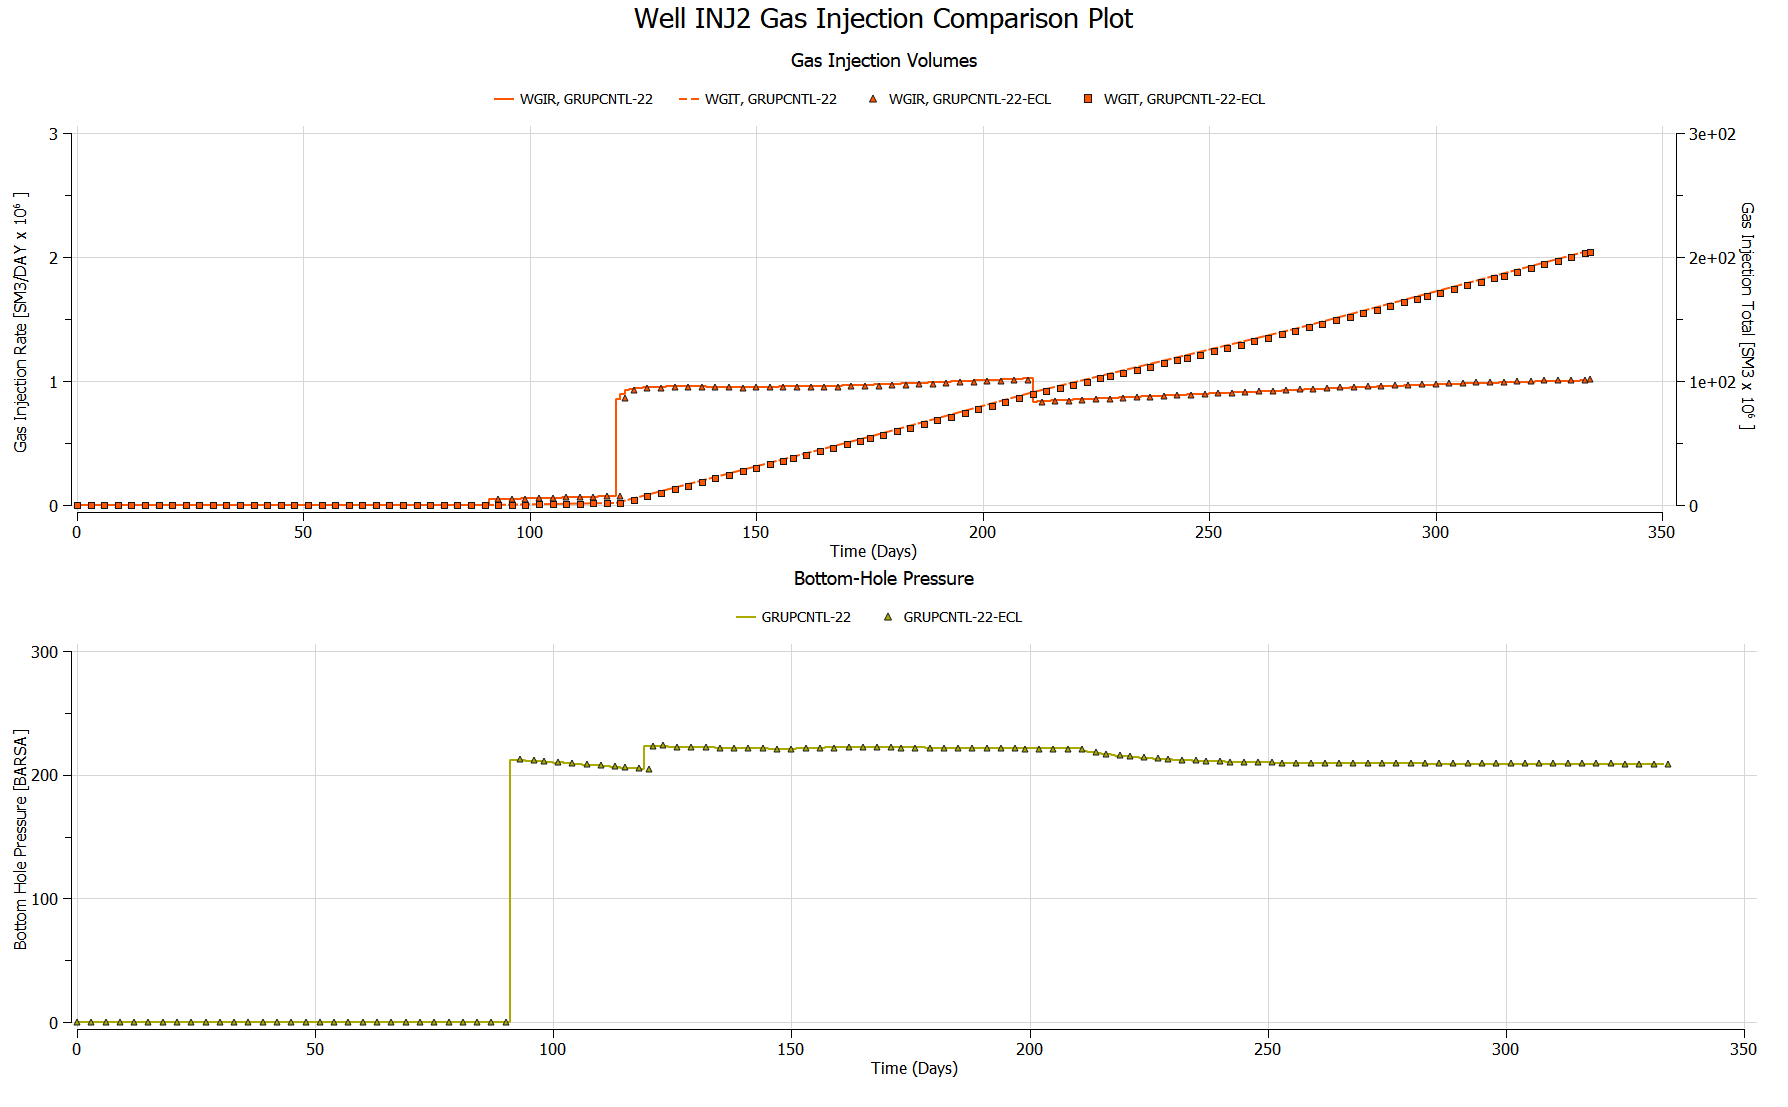 Well INJ2 Gas Injection Comparison Plot
Gas Injection Volumes
WGIR, GRUPCNTL-22 WGIT, GRUPCNTL-22 WGIR, GRUPCNTL-22-ECL WGIT, GRUPCNTL-22-ECL
Gas Injection Rate [SM3/DAY x 10⁶ ]
3
2
1
0
3e+02
2e+02
1e+02
0
Gas Injection Total [SM3 x 10⁶ ]
0 50 100 150 200 250 300 350
Time (Days)
Bottom-Hole Pressure
GRUPCNTL-22 GRUPCNTL-22-ECL
Bottom Hole Pressure [BARSA]
300
200
100
0
0 50 100 150 200 250 300 350
Time (Days)